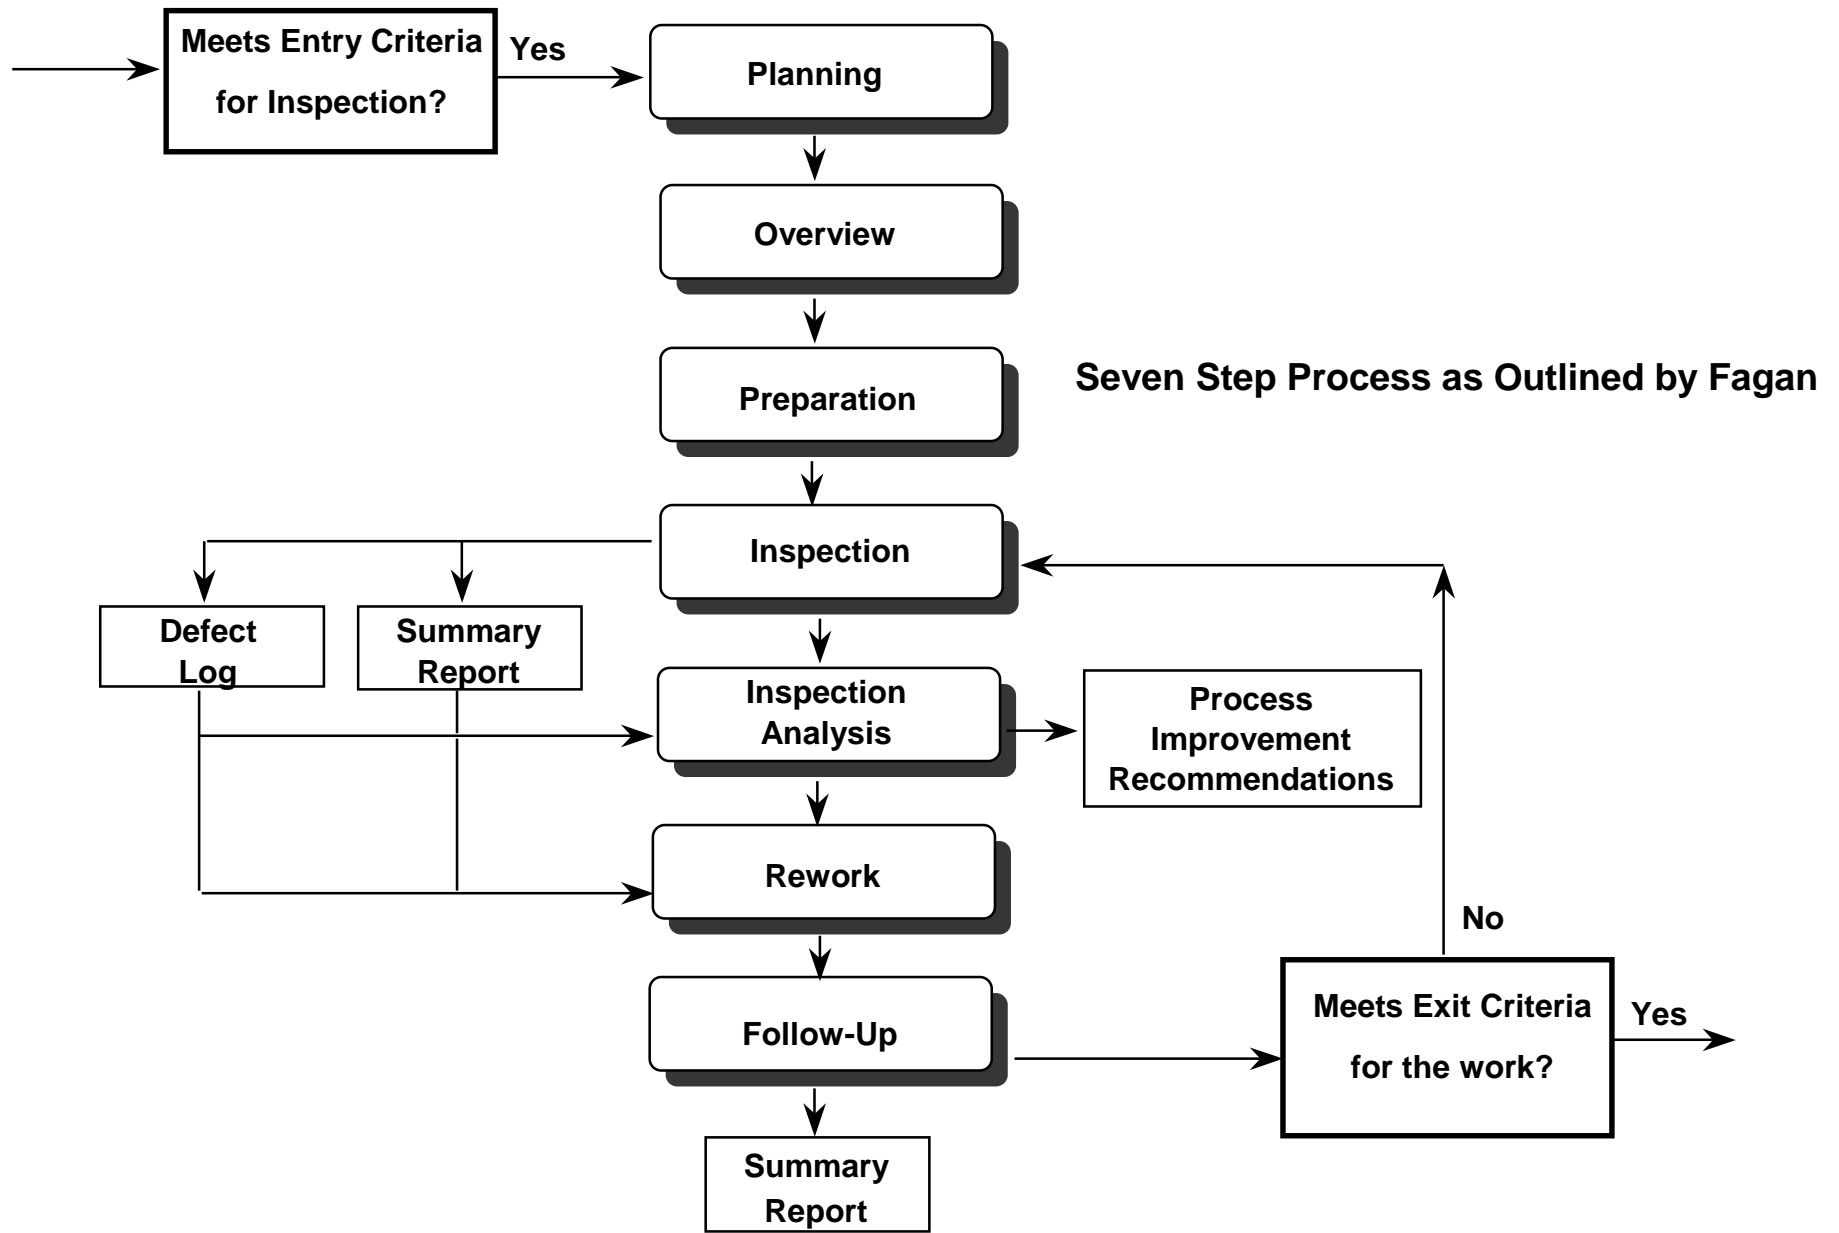 Meets Entry Criteria
for Inspection?
Yes
Planning
Overview
Preparation
Seven Step Process as Outlined by Fagan
Inspection
Defect
Log
Summary
Report
Inspection
Analysis
Process
Improvement
Recommendations
Rework
No
Follow-Up
Meets Exit Criteria
for the work?
Yes
Summary
Report